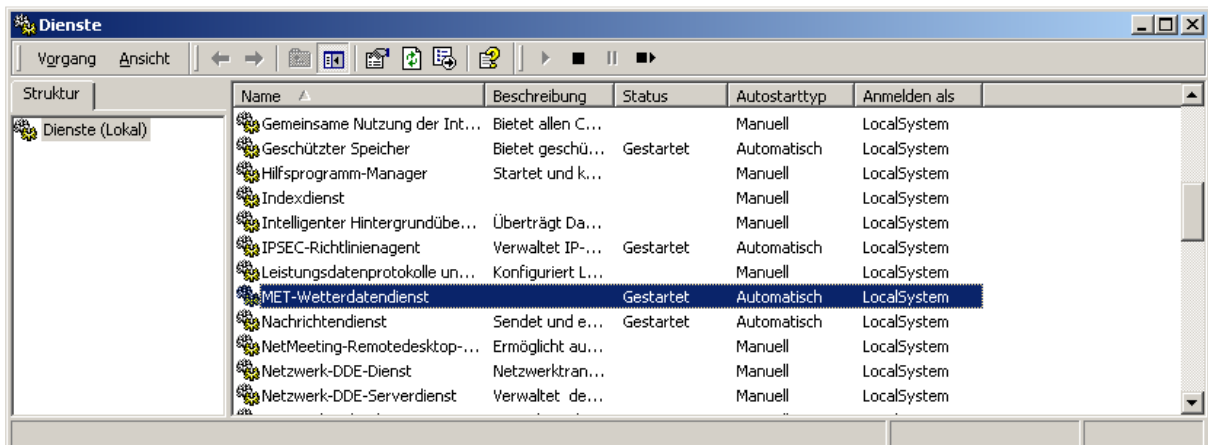 Dienste
Vorgang Ansicht
Struktur
Dienste (Lokal)
Name Beschreibung Status Autostarttyp Anmelden als
Gemeinsame Nutzung der Int... Bietet allen C... Manuell LocalSystem
Geschützter Speicher Bietet geschü... Gestartet Automatisch LocalSystem
Hilfsprogramm-Manager Startet und k... Manuell LocalSystem
Indexdienst Manuell LocalSystem
Intelligenter Hintergrundübe... Überträgt Da... Manuell LocalSystem
IPSEC-Richtlinienagent Verwaltet IP-... Gestartet Automatisch LocalSystem
Leistungsdatenprotokolle un... Konfiguriert L... Manuell LocalSystem
MET-Wetterdatendienst Gestartet Automatisch LocalSystem
Nachrichtendienst Sendet und e... Gestartet Automatisch LocalSystem
NetMeeting-Remotedesktop-... Ermöglicht au... Manuell LocalSystem
Netzwerk-DDE-Dienst Netzwerktran... Manuell LocalSystem
Netzwerk-DDE-Serverdienst Verwaltet de... Manuell LocalSystem